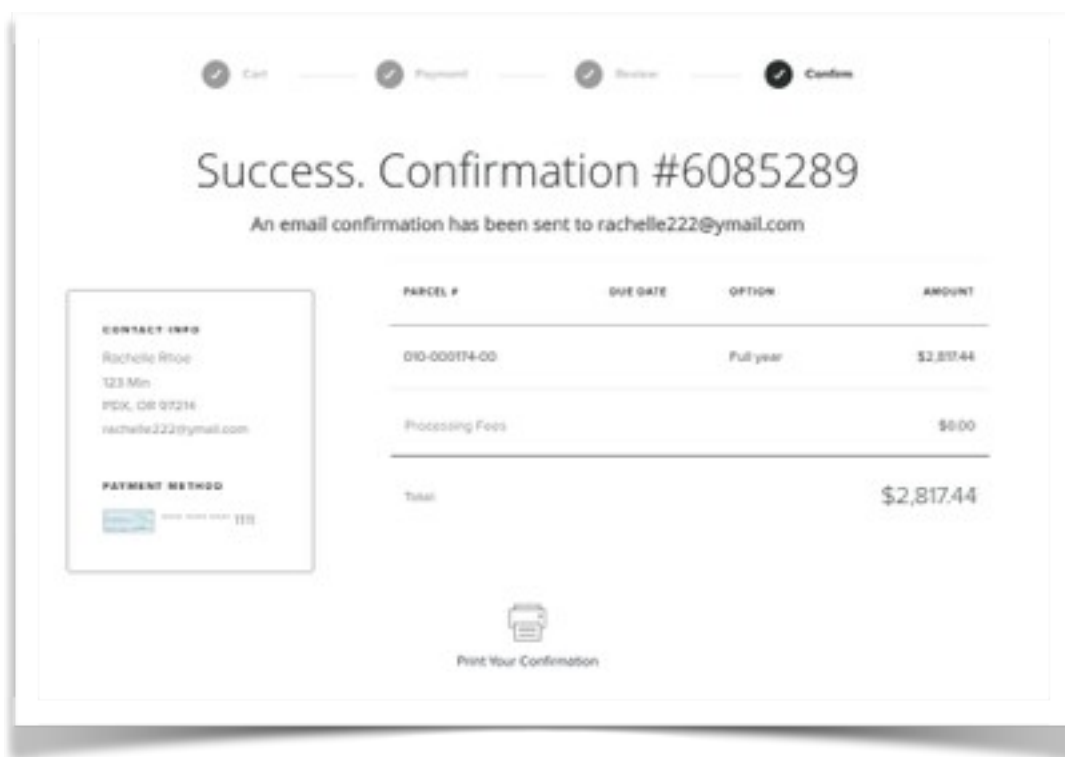 Cart Payment Review Confirm
Success. Confirmation #6085289
An email confirmation has been sent to rachelle222@ymail.com
CONTACT INFO
Rachelle Rhoe
123 Min
PDX, OR 97214
rachelle222@ymail.com
PAYMENT METHOD
**** **** **** 1111
PARCEL # DUE DATE OPTION AMOUNT
010-000174-00 Full year $2,817.44
Processing Fees $0.00
Total $2,817.44
Print Your Confirmation